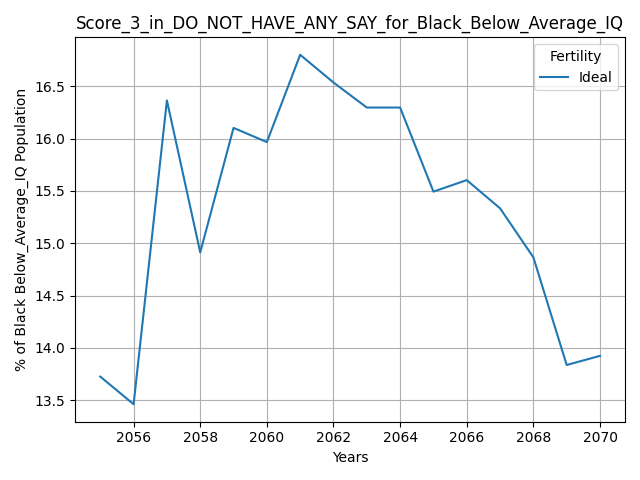 Score_3_in_DO_NOT_HAVE_ANY_SAY_for_Black_Below_Average_IQ
Fertility
Ideal
% of Black Below_Average_IQ Population
16.5
16.0
15.5
15.0
14.5
14.0
13.5
2056 2058 2060 2062 2064 2066 2068 2070
Years